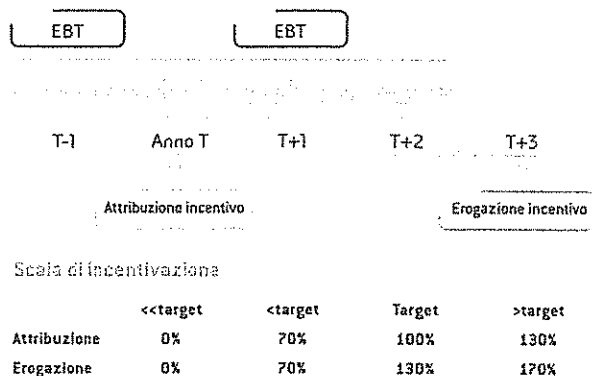 EBT EBT
T-1 Anno T T+1 T+2 T+3
Attribuzione incentivo Erogazione incentivo
Scala di incentivazione
<<target <target Target >target
Attribuzione 0% 70% 100% 130%
Erogazione 0% 70% 130% 170%